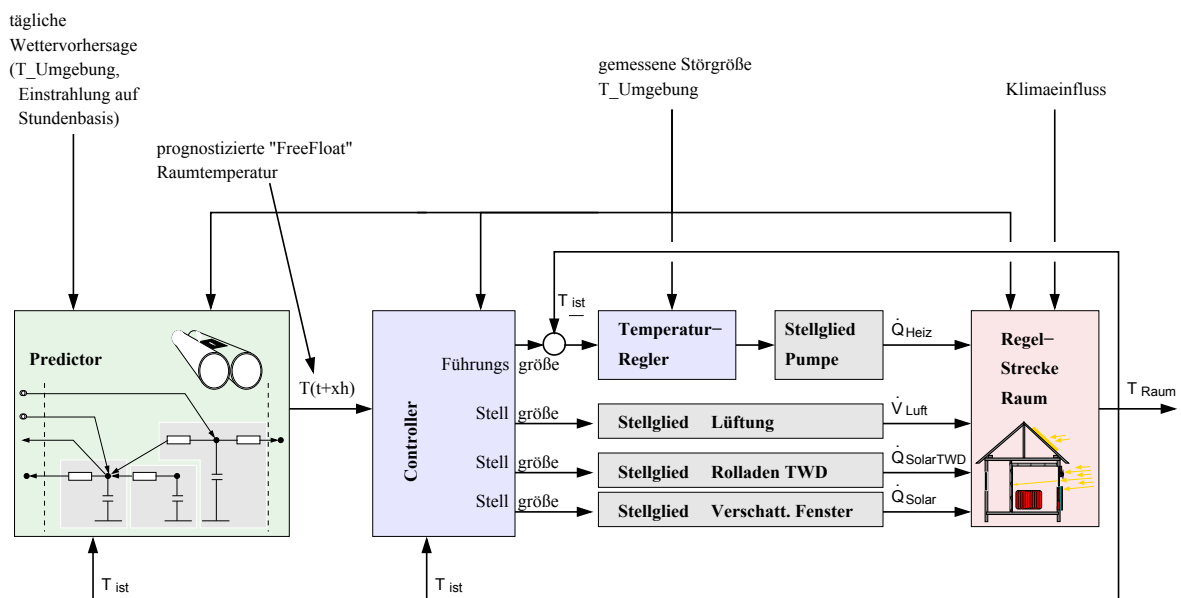 tägliche
Wettervorhersage
(T_Umgebung,
Einstrahlung auf
Stundenbasis)
prognostizierte "FreeFloat"
Raumtemperatur
gemessene Störgröße
T_Umgebung
Klimaeinfluss
Predictor
T(t+xh)
Controller
Führungs größe
Stell größe
Stell größe
Stell größe
T ist
Temperatur−
Regler
Stellglied
Pumpe
Q̇ Heiz
Stellglied Lüftung
V̇ Luft
Stellglied Rolladen TWD
Q̇ SolarTWD
Stellglied Verschatt. Fenster
Q̇ Solar
Regel−
Strecke
Raum
T Raum
T ist
T ist